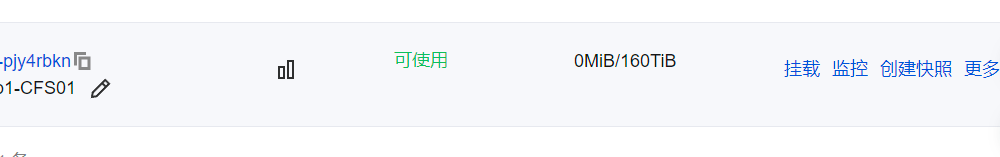 -pjy4rbkn
o1-CFS01
可使用
0MiB/160TiB
挂载 监控 创建快照 更多